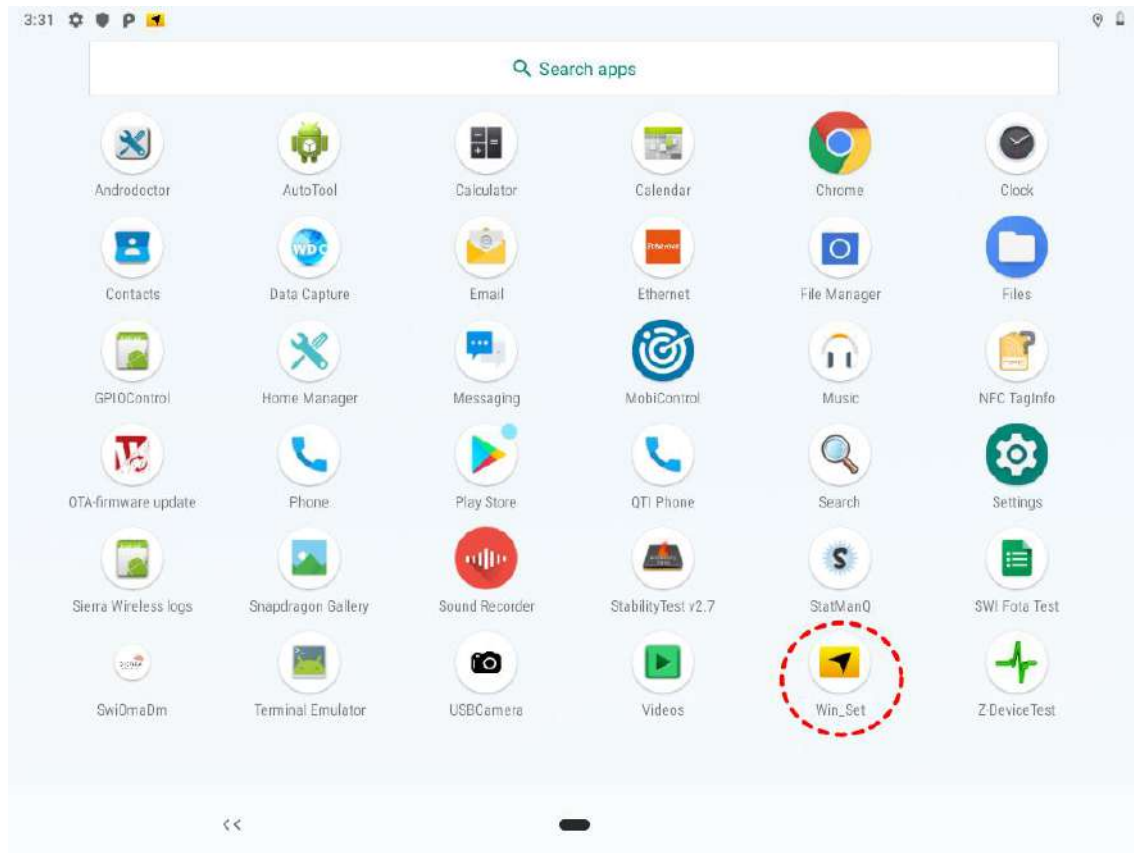 3:31
Search apps
Androdoctor AutoTool Calculator Calendar Chrome Clock
WDC Ethernet
Contacts Data Capture Email Ethernet File Manager Files
GPIOControl Home Manager Messaging MobiControl Music NFC TagInfo
OTA-firmware update Phone Play Store QTI Phone Search Settings
S
Sierra Wireless logs Snapdragon Gallery Sound Recorder StabilityTest v2.7 StatManQ SWI Fota Test
SwiOmaDm Terminal Emulator USBCamera Videos Win_Set Z-DeviceTest
<<